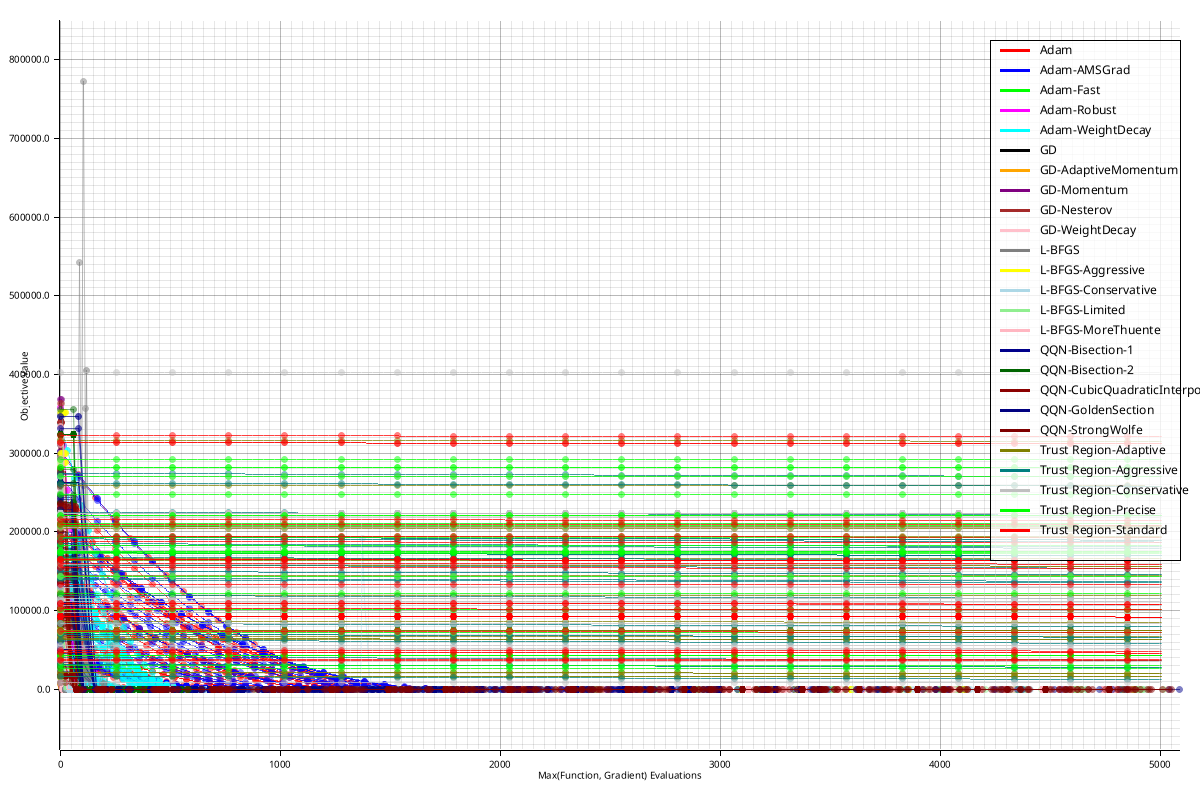 800000.0
700000.0
600000.0
500000.0
400000.0
300000.0
200000.0
100000.0
0.0
Objective Value
0
1000
2000
3000
4000
5000
Max(Function, Gradient) Evaluations
Adam
Adam-AMSGrad
Adam-Fast
Adam-Robust
Adam-WeightDecay
GD
GD-AdaptiveMomentum
GD-Momentum
GD-Nesterov
GD-WeightDecay
L-BFGS
L-BFGS-Aggressive
L-BFGS-Conservative
L-BFGS-Limited
L-BFGS-MoreThuente
QQN-Bisection-1
QQN-Bisection-2
QQN-CubicQuadraticInterpo
QQN-GoldenSection
QQN-StrongWolfe
Trust Region-Adaptive
Trust Region-Aggressive
Trust Region-Conservative
Trust Region-Precise
Trust Region-Standard